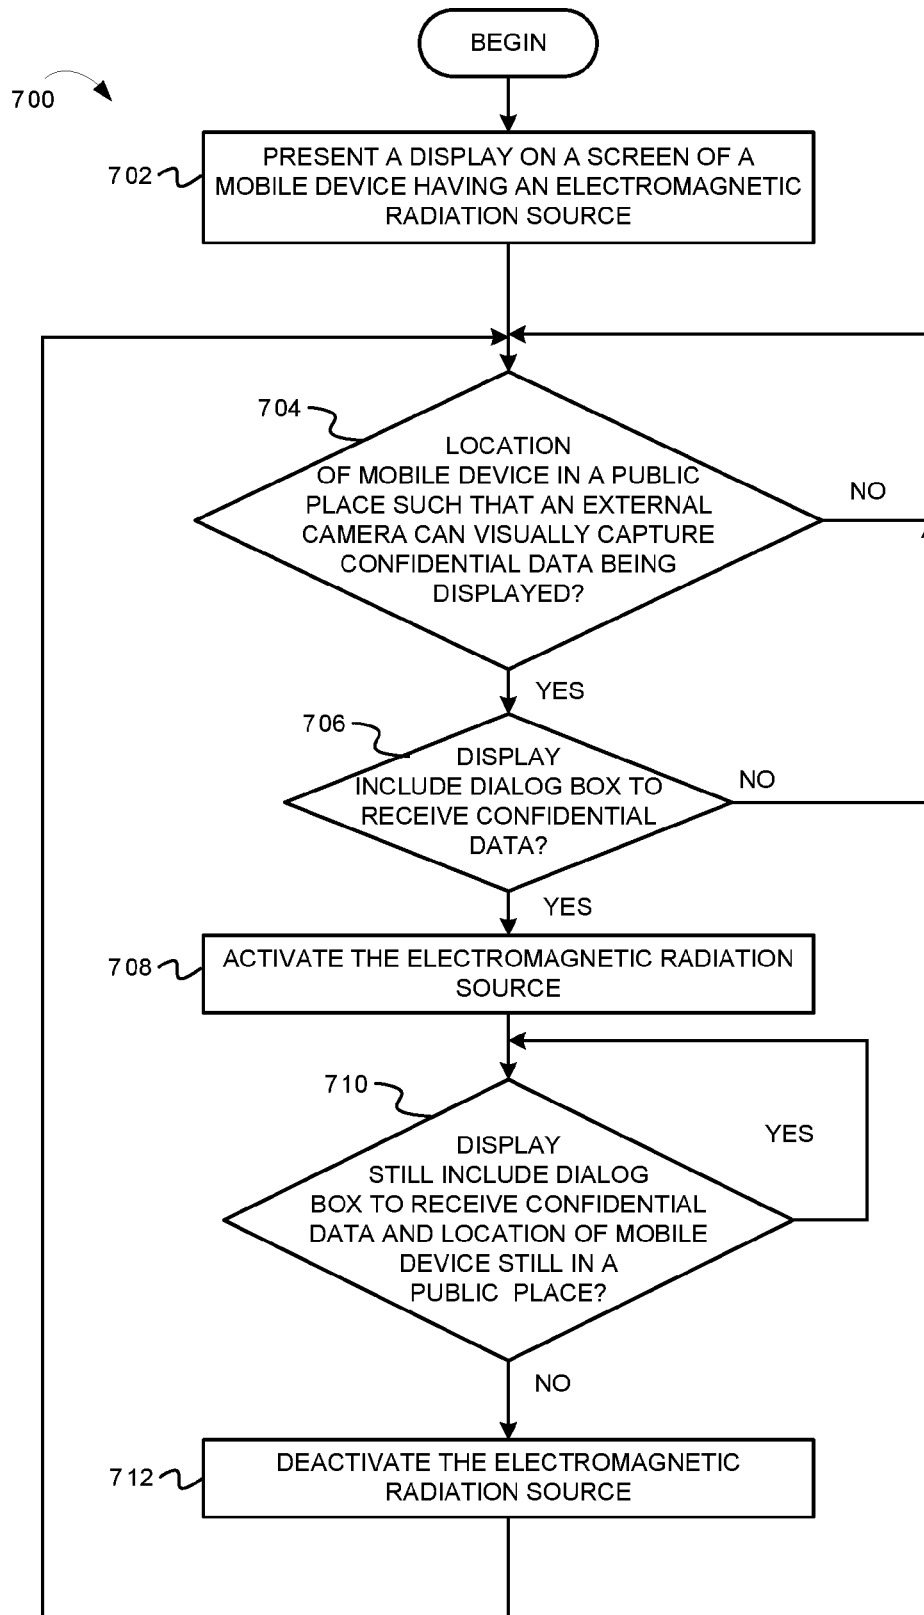 BEGIN
700
702
PRESENT A DISPLAY ON A SCREEN OF A
MOBILE DEVICE HAVING AN ELECTROMAGNETIC
RADIATION SOURCE
704
LOCATION
OF MOBILE DEVICE IN A PUBLIC
PLACE SUCH THAT AN EXTERNAL
CAMERA CAN VISUALLY CAPTURE
CONFIDENTIAL DATA BEING
DISPLAYED?
NO
YES
706
DISPLAY
INCLUDE DIALOG BOX TO
RECEIVE CONFIDENTIAL
DATA?
NO
YES
708
ACTIVATE THE ELECTROMAGNETIC RADIATION
SOURCE
710
DISPLAY
STILL INCLUDE DIALOG
BOX TO RECEIVE CONFIDENTIAL
DATA AND LOCATION OF MOBILE
DEVICE STILL IN A
PUBLIC PLACE?
YES
NO
712
DEACTIVATE THE ELECTROMAGNETIC
RADIATION SOURCE